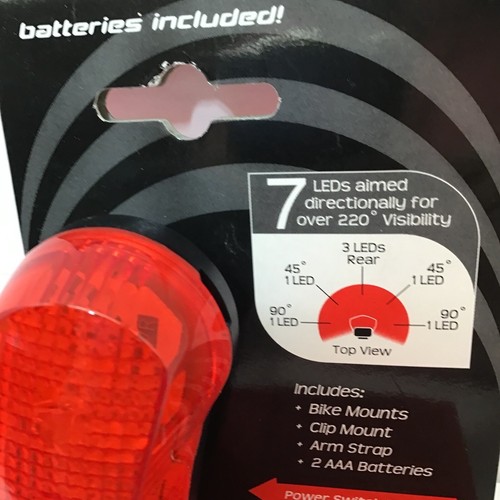 batteries included!
7 LEDs aimed
directionally for
over 220° Visibility
3 LEDs
Rear
45° 45°
1 LED 1 LED
90° 90°
1 LED 1 LED
Top View
Includes:
+ Bike Mounts
+ Clip Mount
+ Arm Strap
+ 2 AAA Batteries
Power